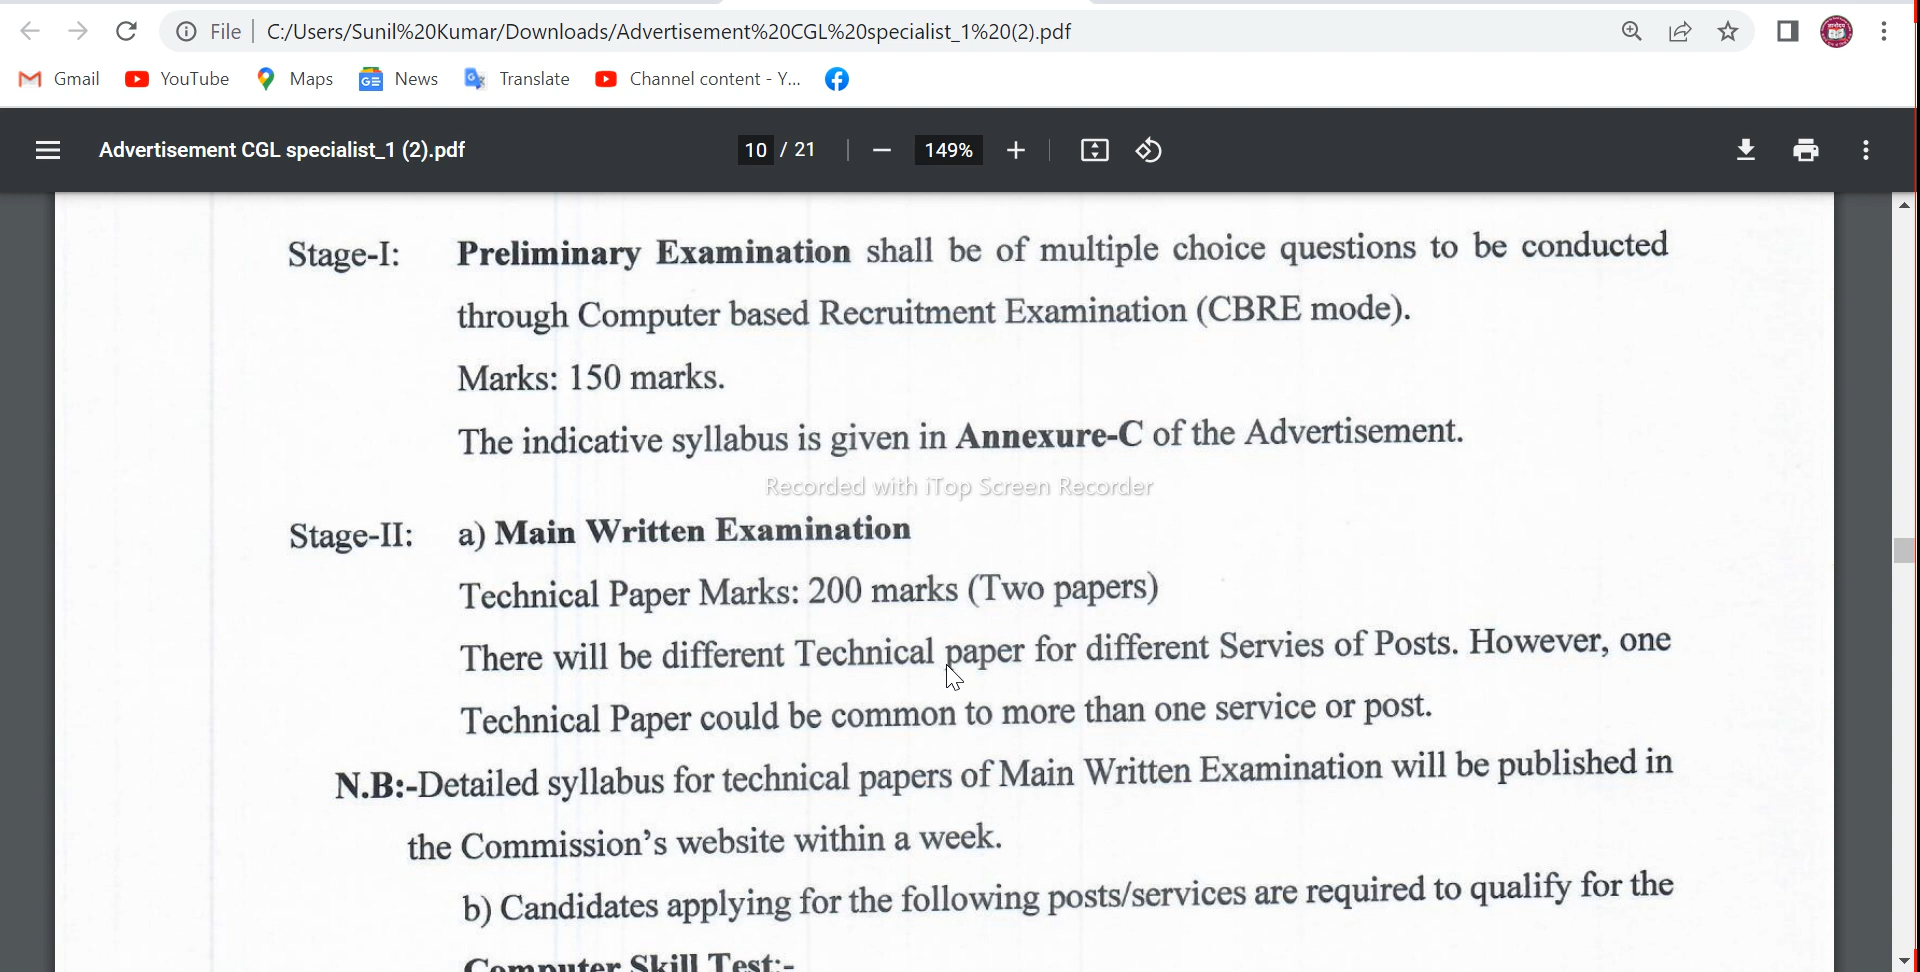 File C:/Users/Sunil%20Kumar/Downloads/Advertisement%20CGL%20specialist_1%20(2).pdf
Gmail YouTube Maps News Translate Channel content - Y...
Advertisement CGL specialist_1 (2).pdf 10 / 21 149%
Stage-I: Preliminary Examination shall be of multiple choice questions to be conducted
through Computer based Recruitment Examination (CBRE mode).
Marks: 150 marks.
The indicative syllabus is given in Annexure-C of the Advertisement.
Recorded with iTop Screen Recorder
Stage-II: a) Main Written Examination
Technical Paper Marks: 200 marks (Two papers)
There will be different Technical paper for different Servies of Posts. However, one
Technical Paper could be common to more than one service or post.
N.B:-Detailed syllabus for technical papers of Main Written Examination will be published in
the Commission's website within a week.
b) Candidates applying for the following posts/services are required to qualify for the
Computer Skill Test:-